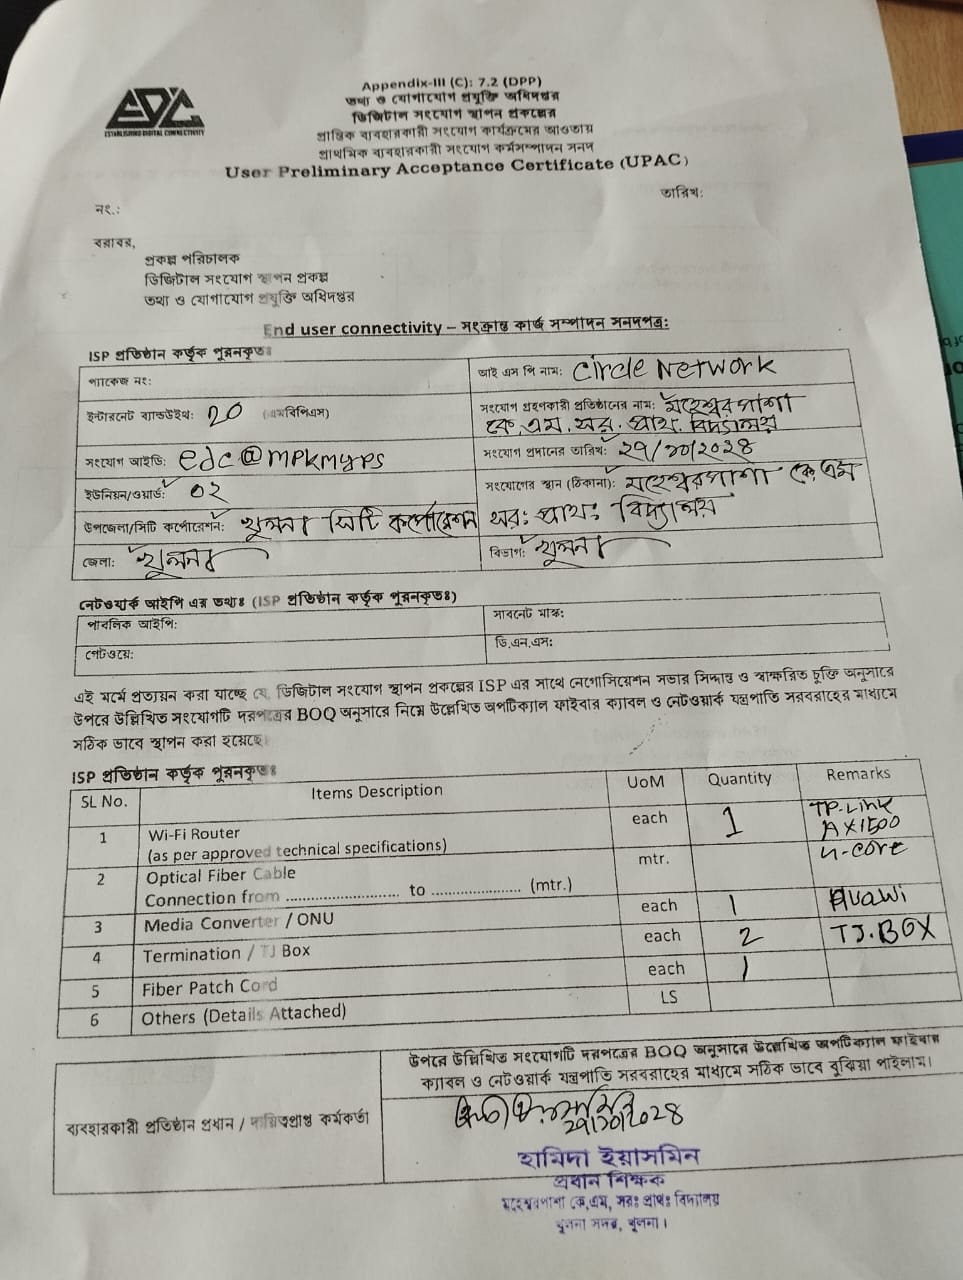 EDC
ESTABLISHING DIGITAL CONNECTIVITY
Appendix-III (C): 7.2 (DPP)
তথ্য ও যোগাযোগ প্রযুক্তি অধিদপ্তর
ডিজিটাল সংযোগ স্থাপন প্রকল্পের
প্রান্তিক ব্যবহারকারী সংযোগ কার্যক্রমের আওতায়
প্রাথমিক ব্যবহারকারী সংযোগ কর্মসম্পাদন সনদ
User Preliminary Acceptance Certificate (UPAC)
তারিখ:
নং.:
বরাবর,
প্রকল্প পরিচালক
ডিজিটাল সংযোগ স্থাপন প্রকল্প
তথ্য ও যোগাযোগ প্রযুক্তি অধিদপ্তর
End user connectivity – সংক্রান্ত কার্জ সম্পাদন সনদপত্র:
ISP প্রতিষ্ঠান কর্তৃক পূরনকৃতঃ
প্যাকেজ নং:
আই এস পি নাম: Circle Network
ইন্টারনেট ব্যান্ডউইথ: 20 (এমবিপিএস)
সংযোগ গ্রহণকারী প্রতিষ্ঠানের নাম: মহেশ্বরপাশা
কে, এম, সর. প্রাথ. বিদ্যালয়
সংযোগ আইডি: edc@mpkmgps
সংযোগ প্রদানের তারিখ: ২৭/১০/২০২৪
ইউনিয়ন/ওয়ার্ড: ০২
সংযোগের স্থান (ঠিকানা): মহেশ্বরপাশা কে এম
উপজেলা/সিটি কর্পোরেশন: খুলনা সিটি কর্পোরেশন
সর: প্রাথ: বিদ্যালয়
জেলা: খুলনা
বিভাগ: খুলনা
নেটওয়ার্ক আইপি এর তথ্যঃ (ISP প্রতিষ্ঠান কর্তৃক পূরনকৃতঃ)
পাবলিক আইপি:
সাবনেট মাস্ক:
গেটওয়ে:
ডি.এন.এস:
এই মর্মে প্রত্যয়ন করা যাচ্ছে যে, ডিজিটাল সংযোগ স্থাপন প্রকল্পের ISP এর সাথে নেগোসিয়েশন সভার সিদ্ধান্ত ও স্বাক্ষরিত চুক্তি অনুসারে
উপরে উল্লিখিত সংযোগটি দরপত্রের BOQ অনুসারে নিম্নে উল্লেখিত অপটিক্যাল ফাইবার ক্যাবল ও নেটওয়ার্ক যন্ত্রপাতি সরবরাহের মাধ্যমে
সঠিক ভাবে স্থাপন করা হয়েছে।
ISP প্রতিষ্ঠান কর্তৃক পূরনকৃতঃ
SL No. Items Description UoM Quantity Remarks
1 Wi-Fi Router each 1 TP-Link
(as per approved technical specifications) AX1500
2 Optical Fiber Cable mtr. 4-core
Connection from ........................... to ..................... (mtr.)
3 Media Converter / ONU each 1 Huawi
4 Termination / TJ Box each 2 TJ.BOX
5 Fiber Patch Cord each 1
6 Others (Details Attached) LS
উপরে উল্লিখিত সংযোগটি দরপত্রের BOQ অনুসারে উল্লেখিত অপটিক্যাল ফাইবার
ক্যাবল ও নেটওয়ার্ক যন্ত্রপাতি সরবরাহের মাধ্যমে সঠিক ভাবে বুঝিয়া পাইলাম।
ব্যবহারকারী প্রতিষ্ঠান প্রধান / দায়িত্বপ্রাপ্ত কর্মকর্তা
হামিদা ইয়াসমিন
প্রধান শিক্ষক
মহেশ্বরপাশা কে,এম, সরঃ প্রাথঃ বিদ্যালয়
খুলনা সদর, খুলনা।